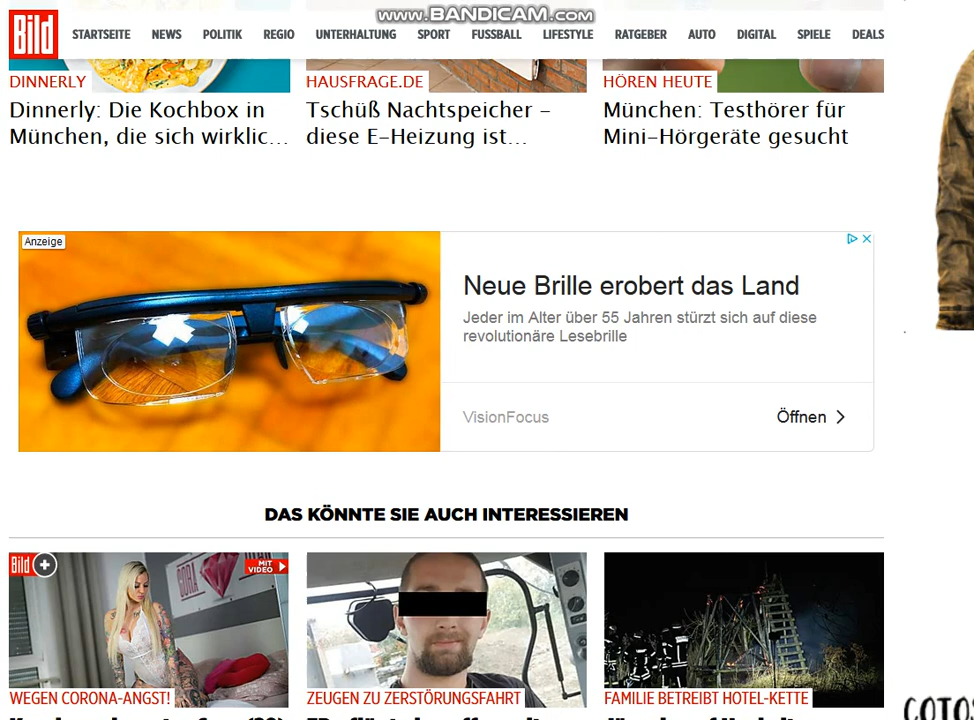 www.BANDICAM.com
Bild
STARTSEITE NEWS POLITIK REGIO UNTERHALTUNG SPORT FUSSBALL LIFESTYLE RATGEBER AUTO DIGITAL SPIELE DEALS
DINNERLY
Dinnerly: Die Kochbox in
München, die sich wirklic...
HAUSFRAGE.DE
Tschüß Nachtspeicher –
diese E-Heizung ist...
HÖREN HEUTE
München: Testhörer für
Mini-Hörgeräte gesucht
Anzeige
Neue Brille erobert das Land
Jeder im Alter über 55 Jahren stürzt sich auf diese
revolutionäre Lesebrille
VisionFocus
Öffnen
DAS KÖNNTE SIE AUCH INTERESSIEREN
Bild
MIT
VIDEO
WEGEN CORONA-ANGST!
ZEUGEN ZU ZERSTÖRUNGSFAHRT
FAMILIE BETREIBT HOTEL-KETTE